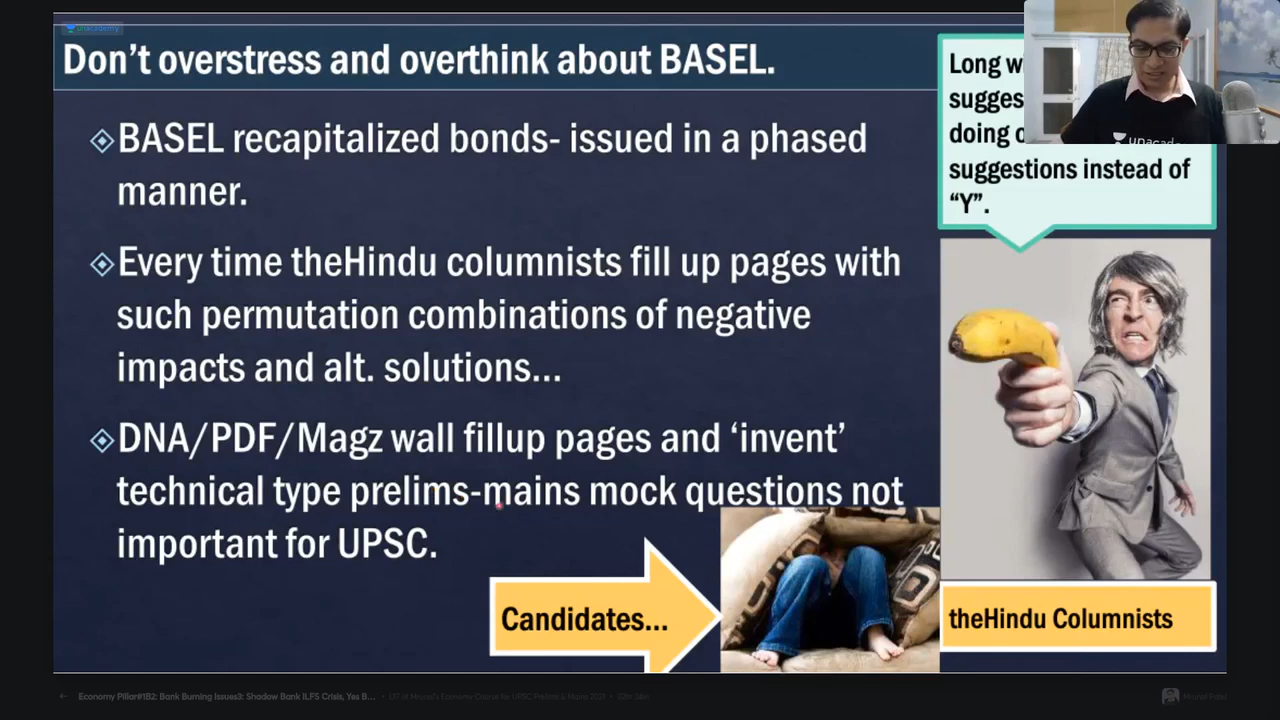 unacademy
Don't overstress and overthink about BASEL.
BASEL recapitalized bonds- issued in a phased
manner.
Every time theHindu columnists fill up pages with
such permutation combinations of negative
impacts and alt. solutions...
DNA/PDF/Magz wall fillup pages and ‘invent’
technical type prelims-mains mock questions not
important for UPSC.
Candidates...
Long
doing
suggestions instead of
“Y”.
theHindu Columnists
Economy Pillar#1B2: Bank Burning Issues3: Shadow Bank ILFS Crisis, Yes B...